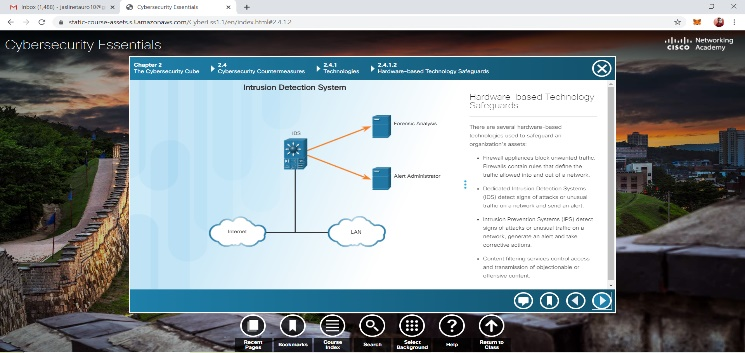 Inbox (1,468) - jaslinetauro10@g
Cybersecurity Essentials
static-course-assets.s3.amazonaws.com/CyberEss1.1/en/index.html#2.4.1.2
Cybersecurity Essentials
Networking
CISCO Academy
Chapter 2
The Cybersecurity Cube
2.4
Cybersecurity Countermeasures
2.4.1
Technologies
2.4.1.2
Hardware-based Technology Safeguards
Intrusion Detection System
IDS
Forensic Analysis
Alert Administrator
Internet
LAN
Hardware-based Technology
Safeguards
There are several hardware-based
technologies used to safeguard an
organization's assets:
• Firewall appliances block unwanted traffic.
Firewalls contain rules that define the
traffic allowed into and out of a network.
• Dedicated Intrusion Detection Systems
(IDS) detect signs of attacks or unusual
traffic on a network and send an alert.
• Intrusion Prevention Systems (IPS) detect
signs of attacks or unusual traffic on a
network, generate an alert and take
corrective actions.
• Content filtering services control access
and transmission of objectionable or
offensive content.
Recent
Pages
Bookmarks
Course
Index
Search
Select
Background
Help
Return to
Class